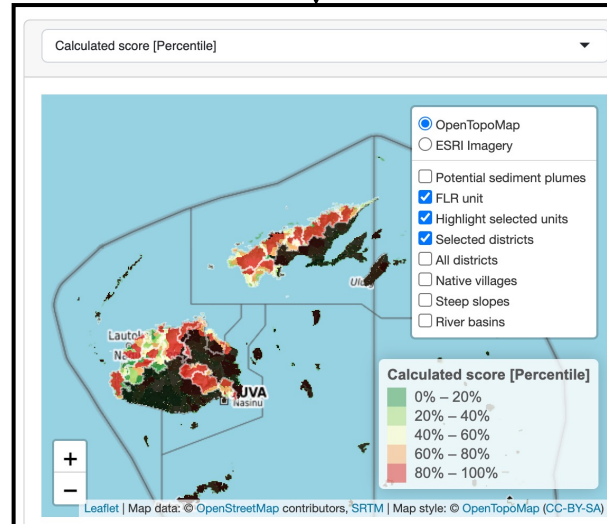 Calculated score [Percentile]
OpenTopoMap
ESRI Imagery
Potential sediment plumes
FLR unit
Highlight selected units
Selected districts
All districts
Native villages
Steep slopes
River basins
UVA
Nasinu
Calculated score [Percentile]
0% – 20%
20% – 40%
40% – 60%
60% – 80%
80% – 100%
+
−
Leaflet | Map data: © OpenStreetMap contributors, SRTM | Map style: © OpenTopoMap (CC-BY-SA)